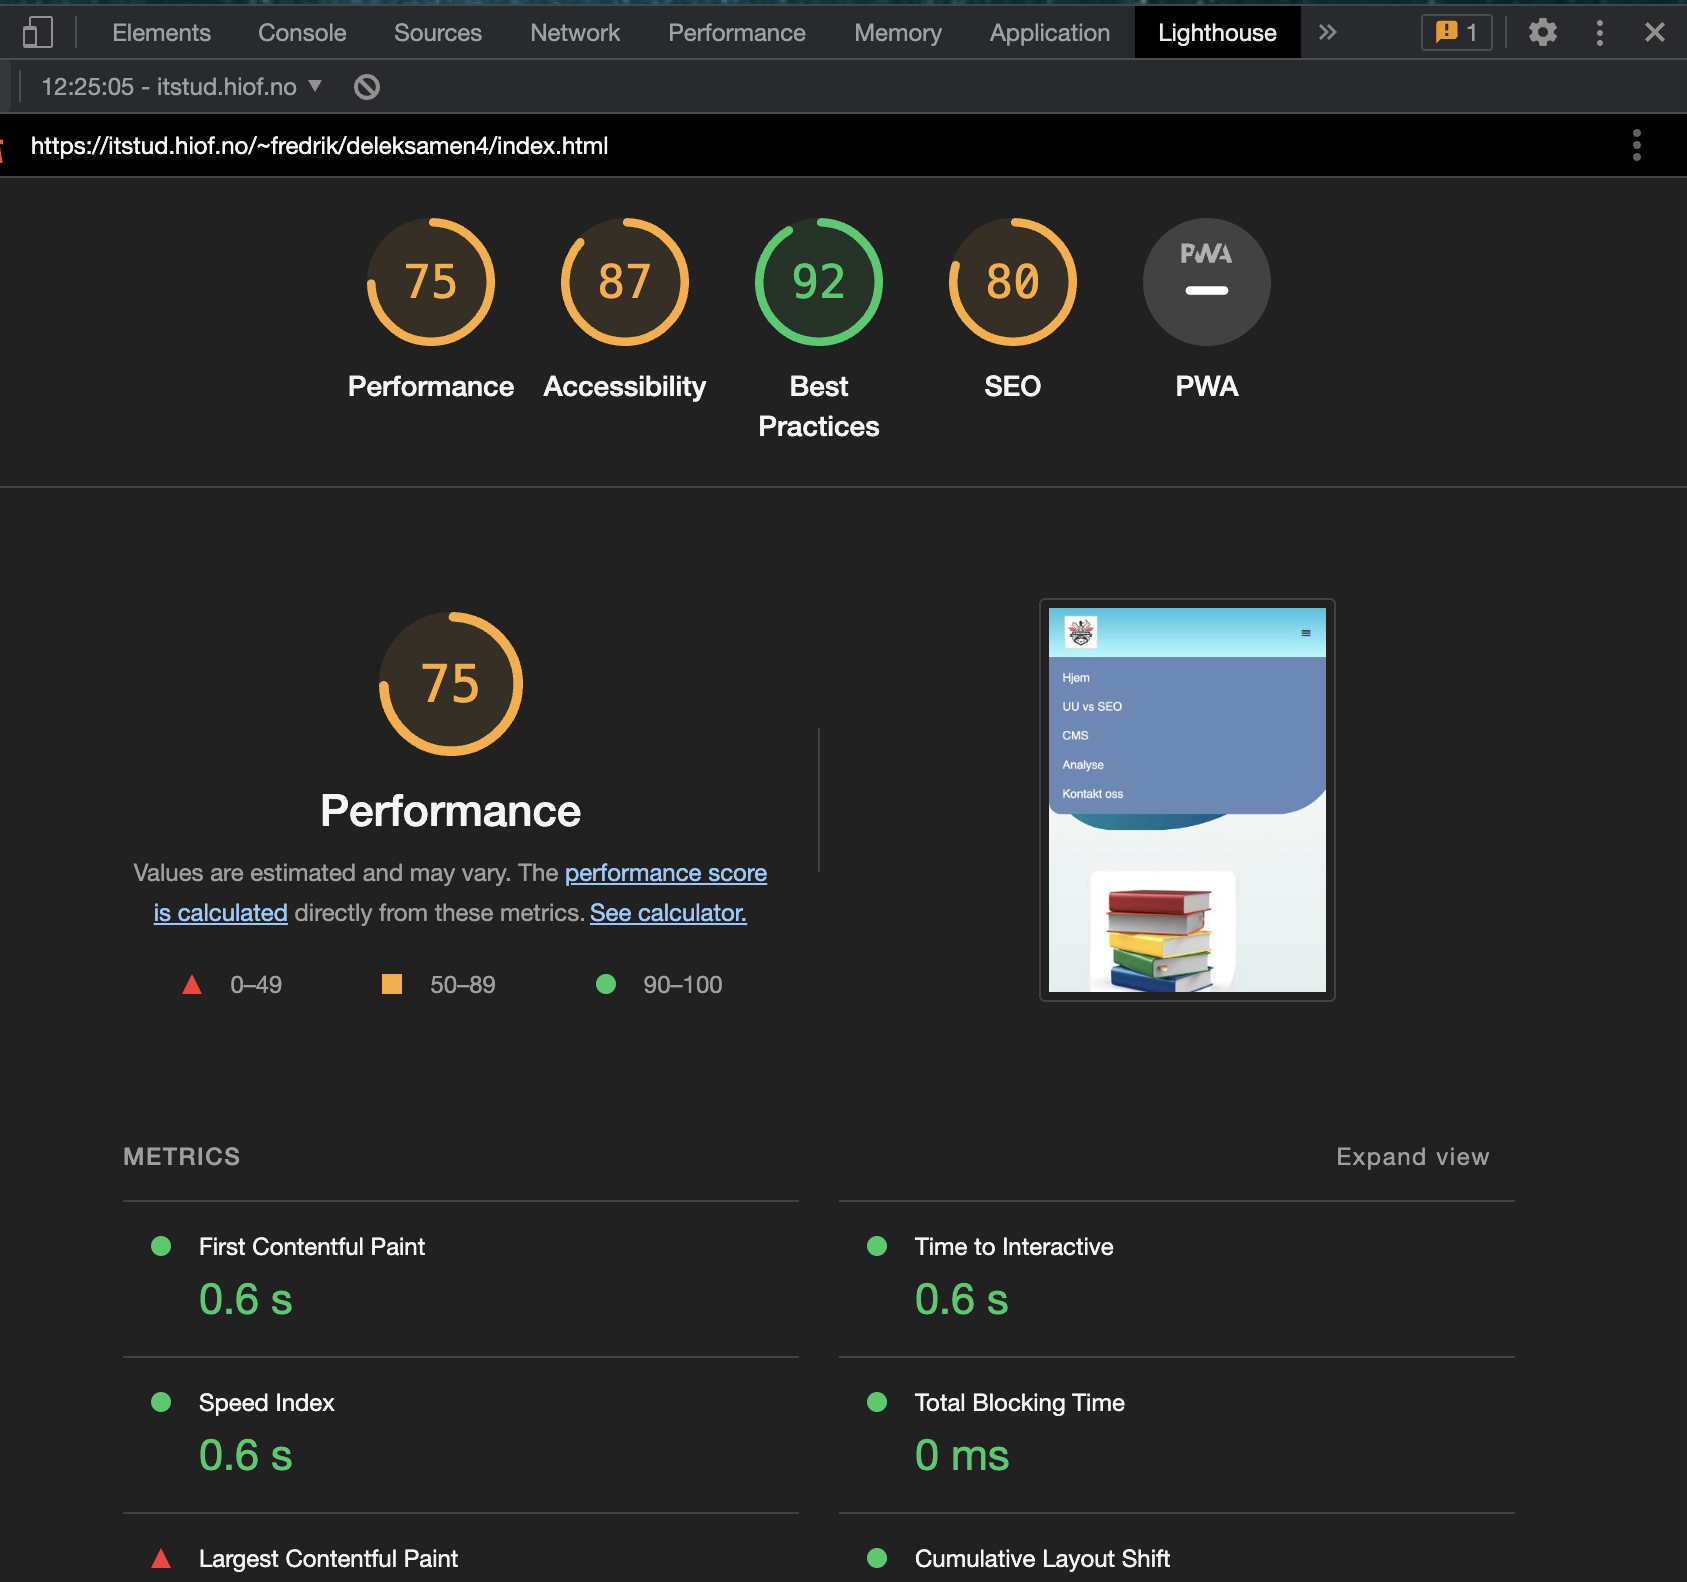 Elements Console Sources Network Performance Memory Application Lighthouse » 1
12:25:05 - itstud.hiof.no ▼
https://itstud.hiof.no/~fredrik/deleksamen4/index.html
75 87 92 80 PWA
Performance Accessibility Best Practices SEO PWA
75
Performance
Values are estimated and may vary. The performance score
is calculated directly from these metrics. See calculator.
0–49 50–89 90–100
Hjem
UU vs SEO
CMS
Analyse
Kontakt oss
METRICS Expand view
First Contentful Paint
0.6 s
Time to Interactive
0.6 s
Speed Index
0.6 s
Total Blocking Time
0 ms
Largest Contentful Paint
Cumulative Layout Shift